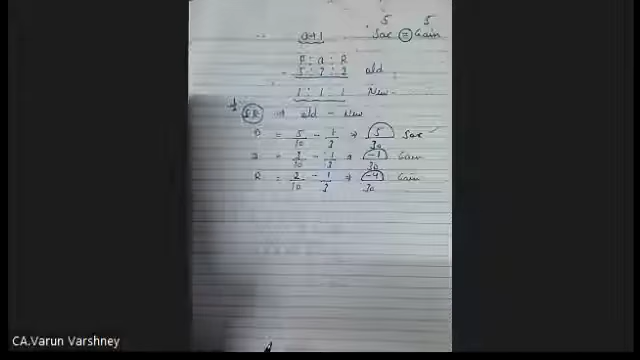 5 5
a+1 Sac = Gain
P : Q : R
5 : 3 : 2 old
1 : 1 : 1 New
SR ⇒ old - New
P = 5/10 - 1/3 ⇒ 5/30 Sac
= 3/10 - 1/3 ⇒ -1/30 Gain
R = 2/10 - 1/3 ⇒ -4/30 Gain
CA.Varun Varshney